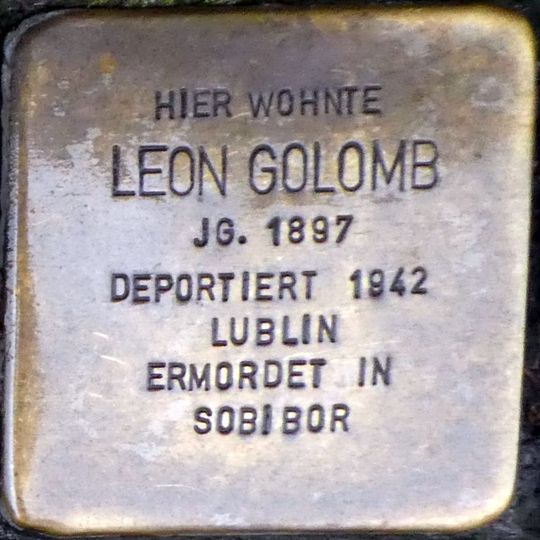 HIER WOHNTE
LEON GOLOMB
JG. 1897
DEPORTIERT 1942
LUBLIN
ERMORDET IN
SOBIBOR